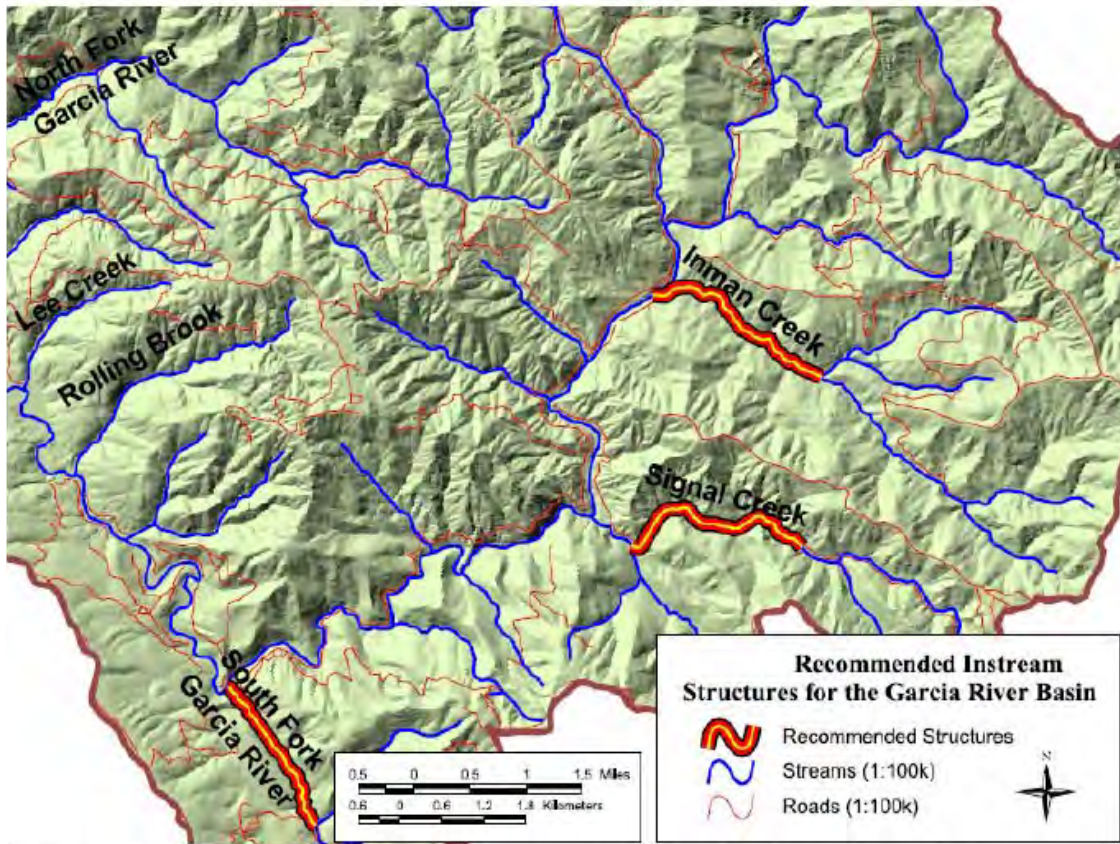 North Fork
Garcia River
Lee Creek
Rolling Brook
Inman Creek
Signal Creek
South Fork
Garcia River
0.5 0 0.5 1 1.5 Miles
0.6 0 0.6 1.2 1.8 Kilometers
Recommended Instream
Structures for the Garcia River Basin
Recommended Structures
Streams (1:100k)
Roads (1:100k)
N